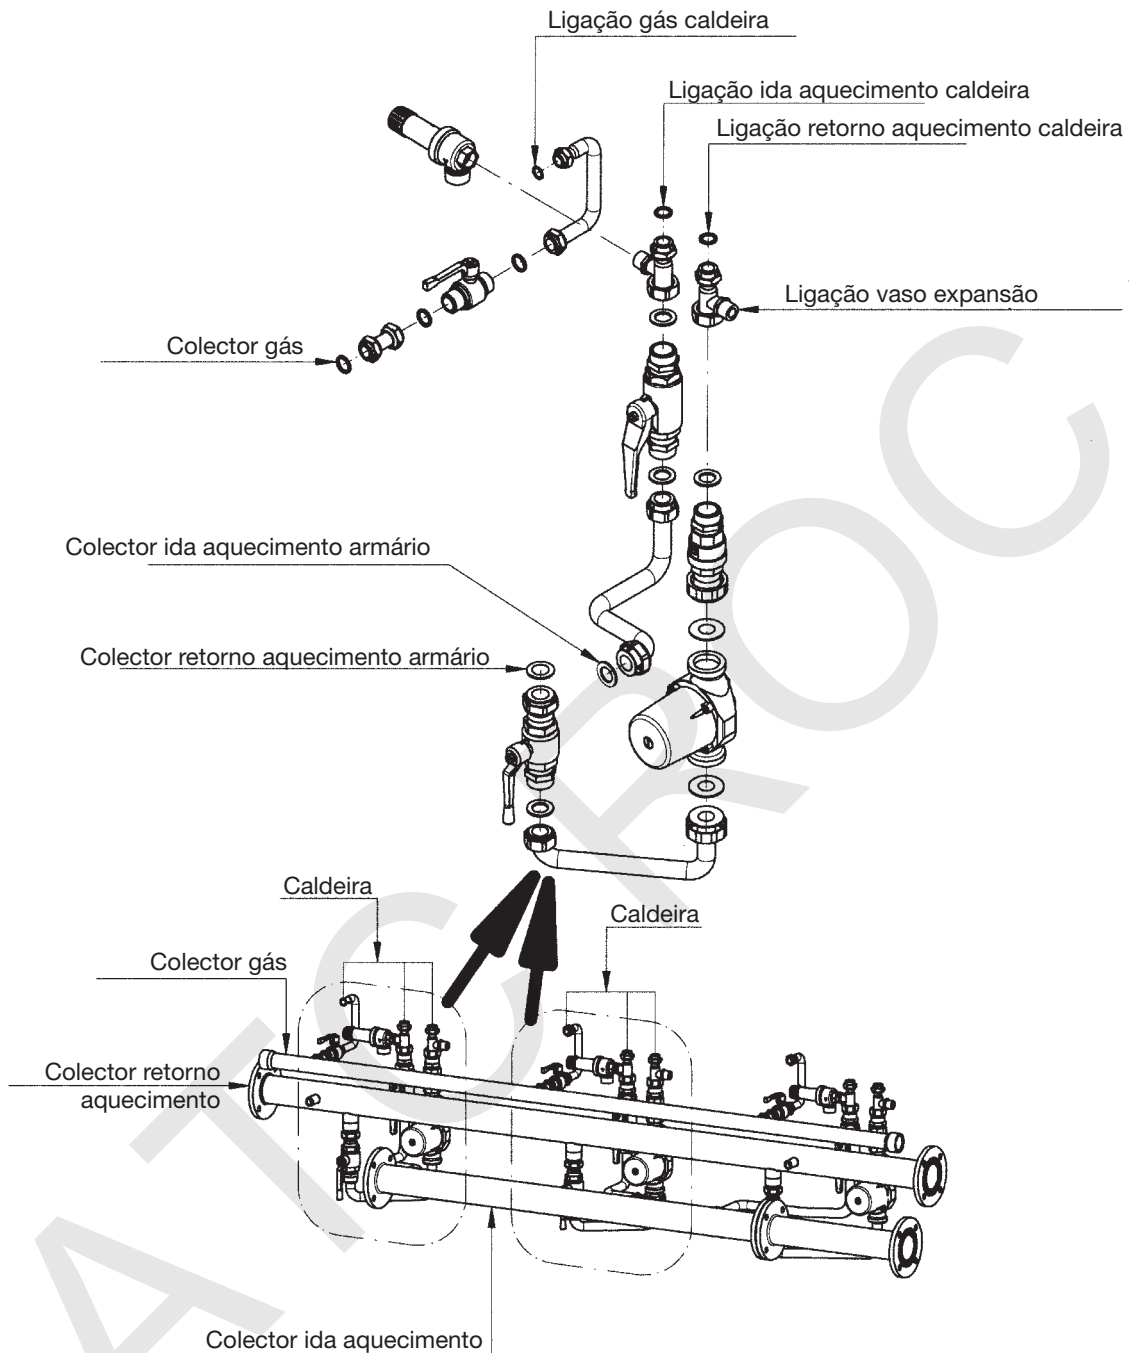 Ligação gás caldeira
Ligação ida aquecimento caldeira
Ligação retorno aquecimento caldeira
Ligação vaso expansão
Colector gás
Colector ida aquecimento armário
Colector retorno aquecimento armário
Caldeira
Caldeira
Colector gás
Colector retorno
aquecimento
Colector ida aquecimento
ATCROC